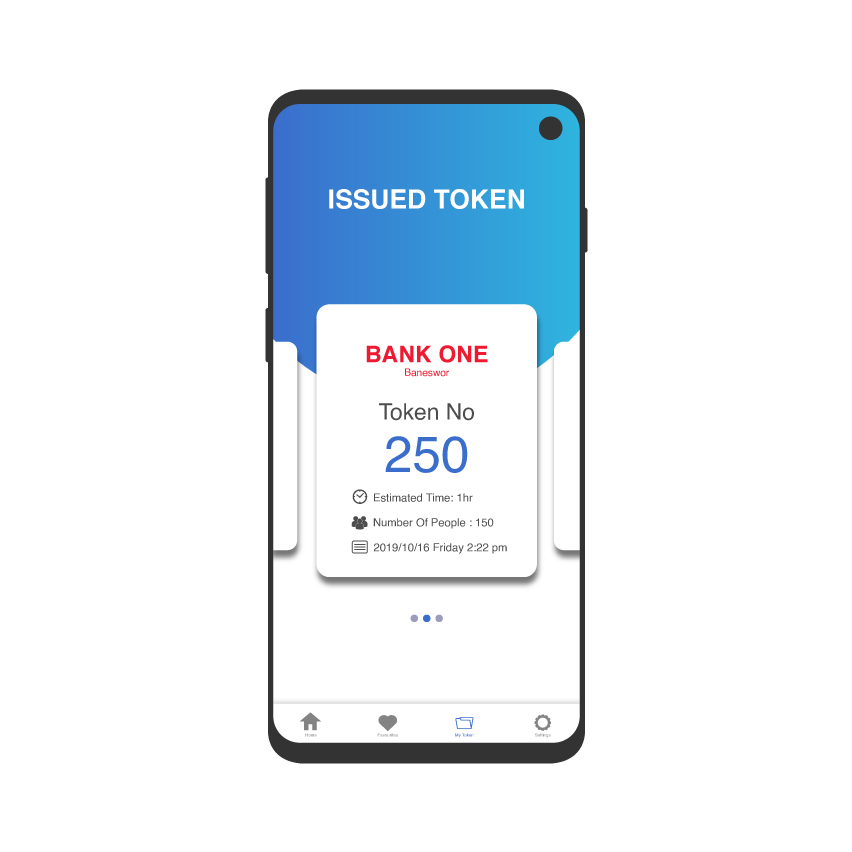 ISSUED TOKEN
BANK ONE
Baneswor
Token No
250
Estimated Time: 1hr
Number Of People : 150
2019/10/16 Friday 2:22 pm
Home Favourites My Token Settings